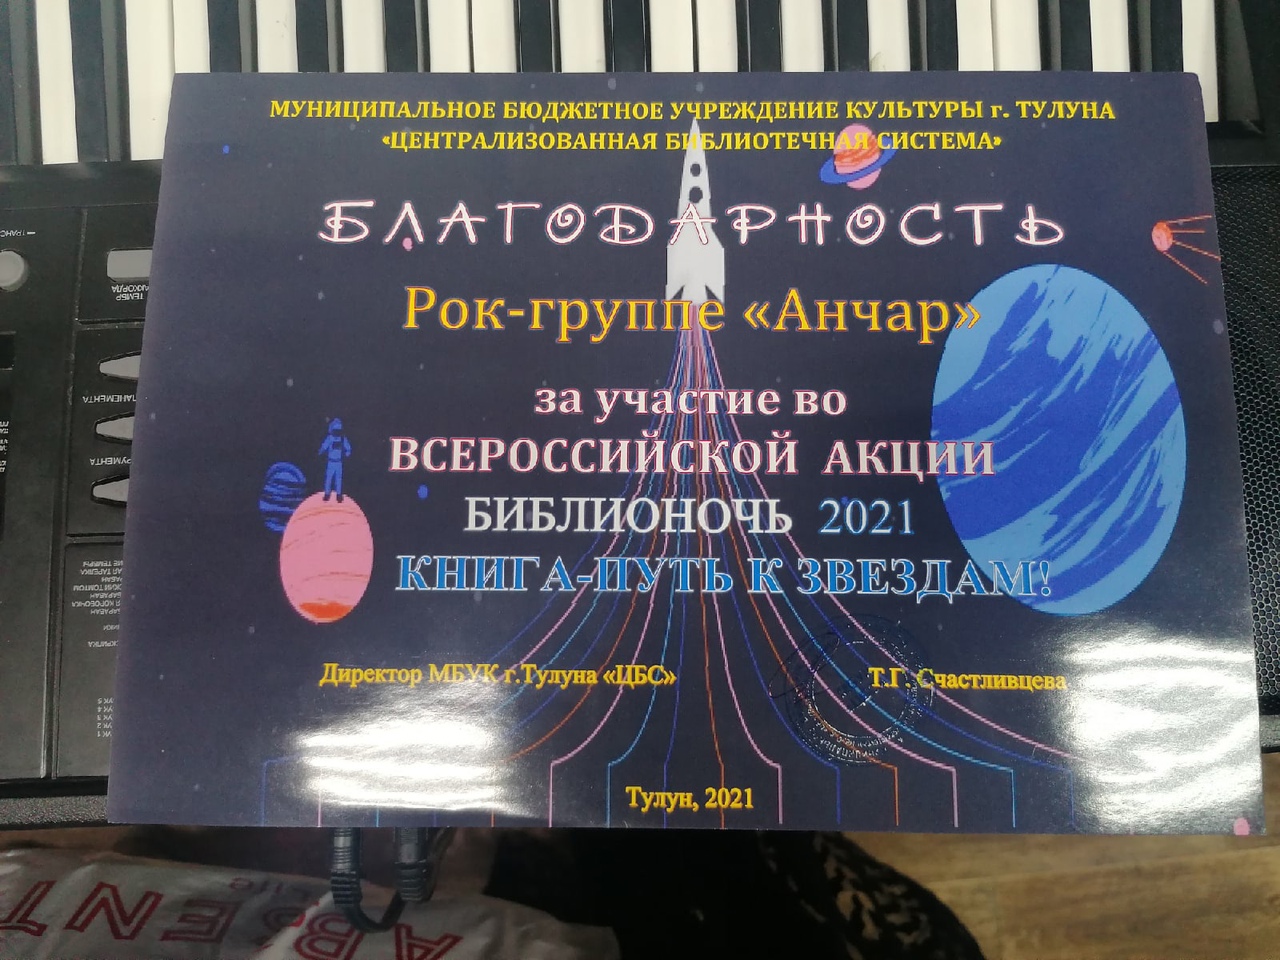 МУНИЦИПАЛЬНОЕ БЮДЖЕТНОЕ УЧРЕЖДЕНИЕ КУЛЬТУРЫ г. ТУЛУНА
«ЦЕНТРАЛИЗОВАННАЯ БИБЛИОТЕЧНАЯ СИСТЕМА»
БЛАГОДАРНОСТЬ
Рок-группе «Анчар»
за участие во
ВСЕРОССИЙСКОЙ АКЦИИ
БИБЛИОНОЧЬ 2021
КНИГА-ПУТЬ К ЗВЕЗДАМ!
Директор МБУК г.Тулуна «ЦБС» Т.Г. Счастливцева
Тулун, 2021